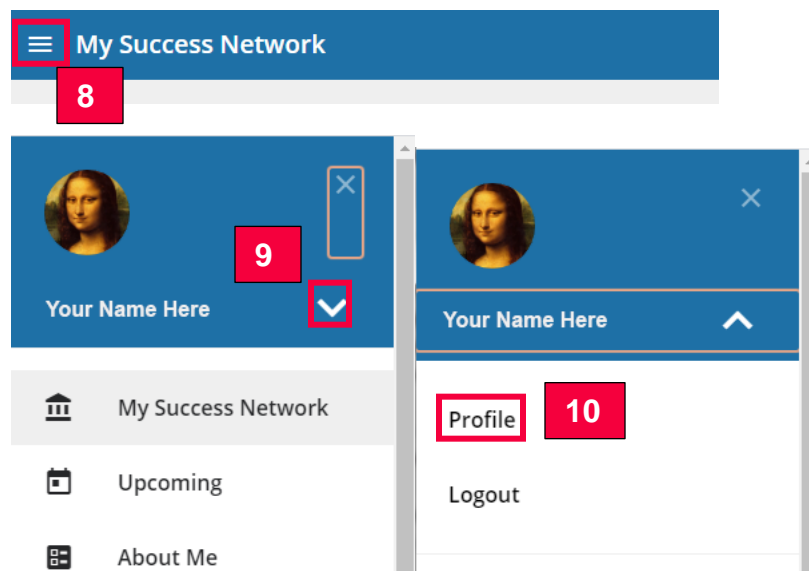 My Success Network
8
9
Your Name Here
My Success Network
Upcoming
About Me
Your Name Here
Profile
10
Logout